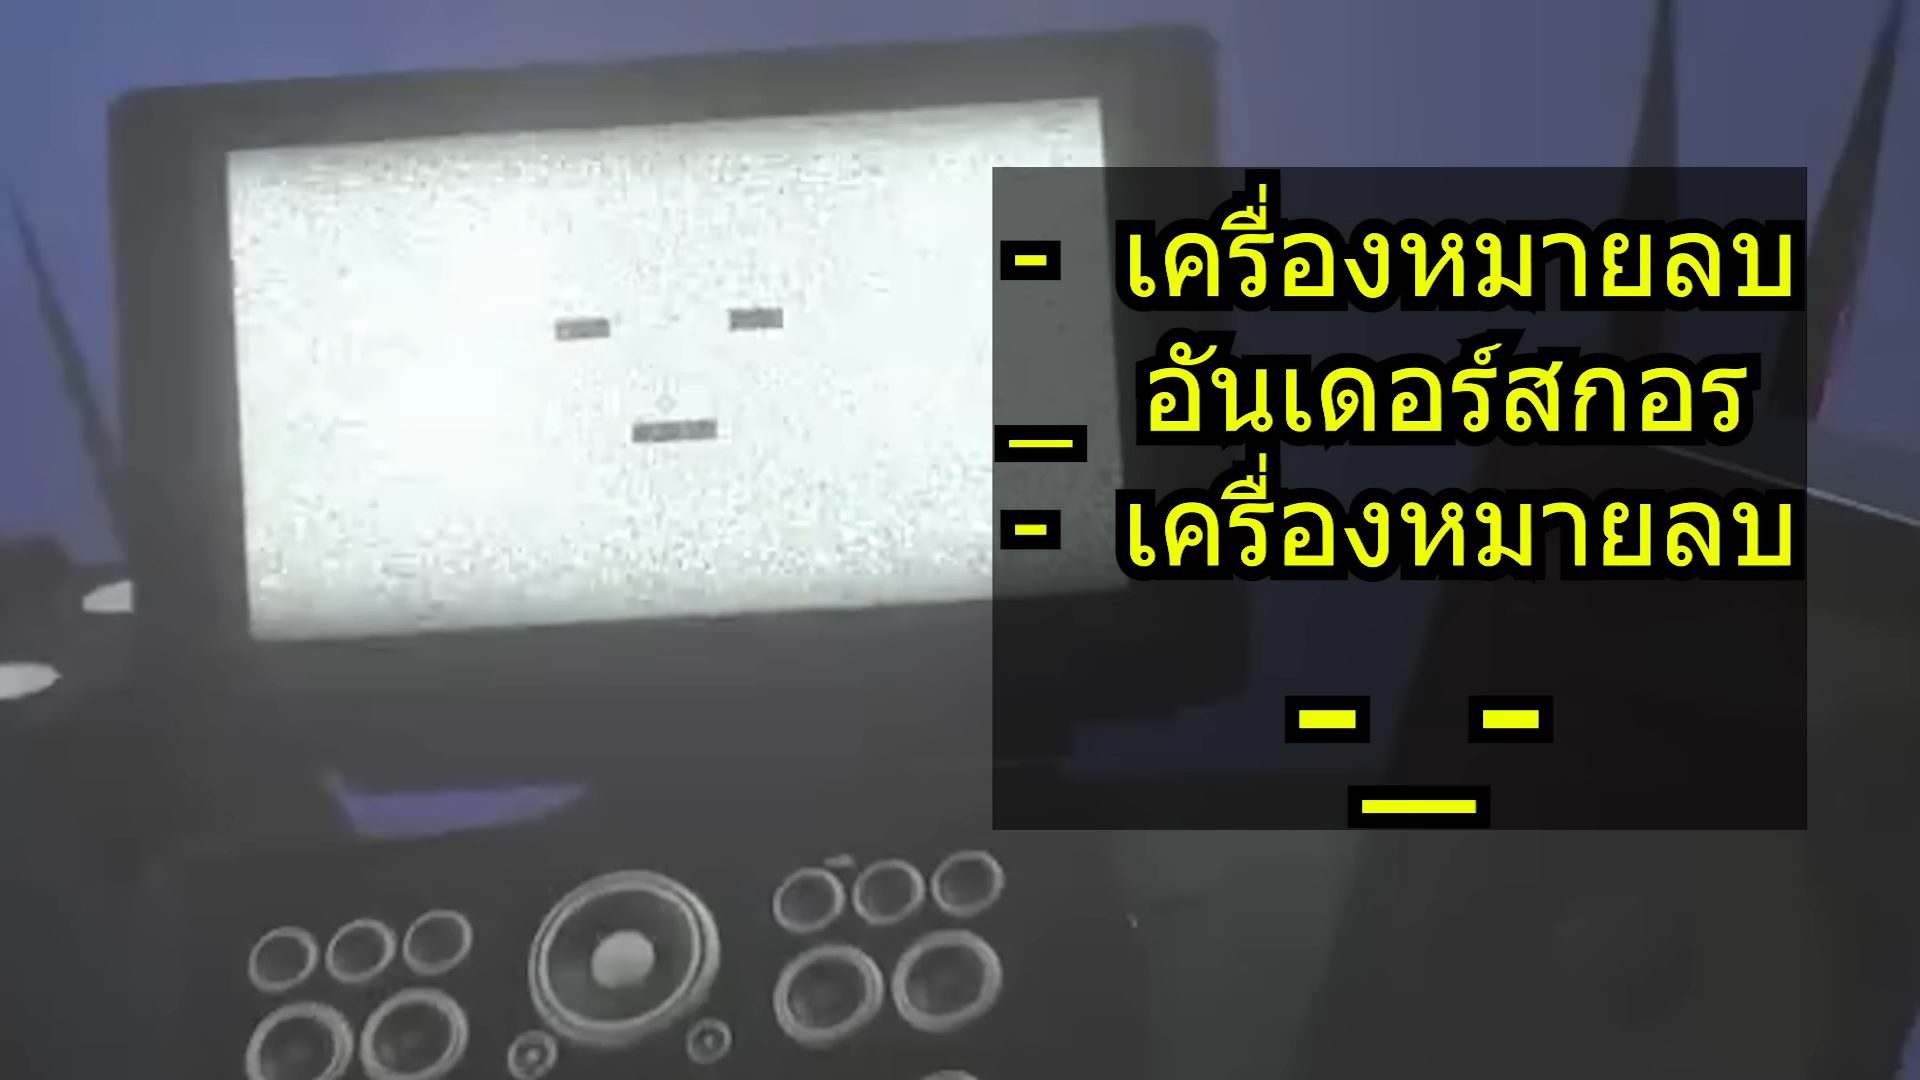 - เครื่องหมายลบ
_ อันเดอร์สกอร
- เครื่องหมายลบ
- -
_